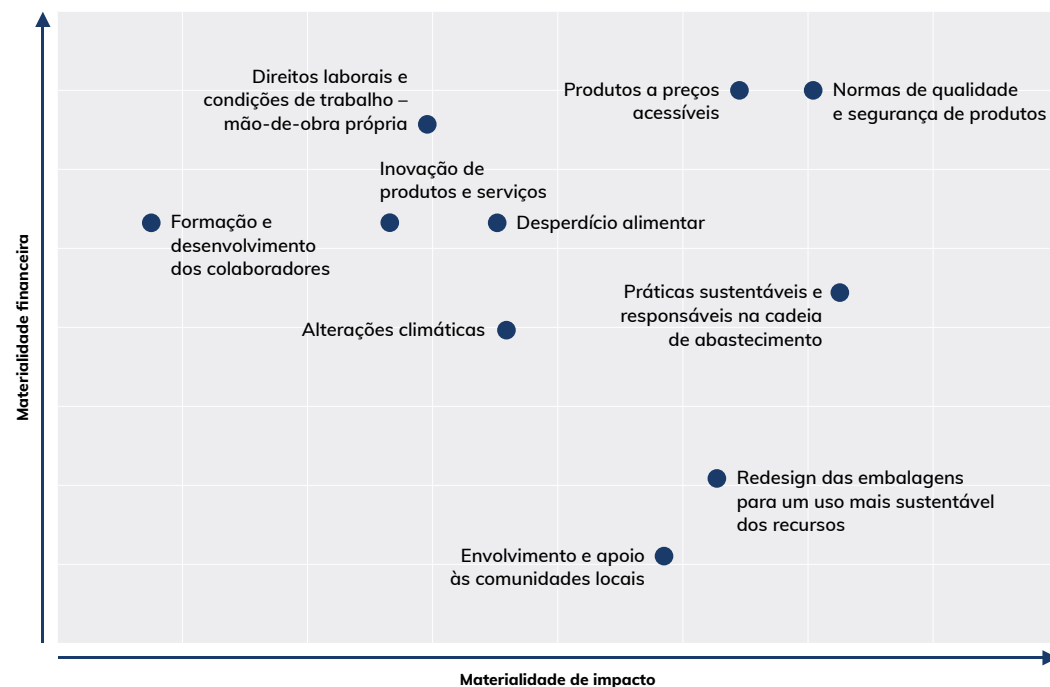 Direitos laborais e
condições de trabalho –
mão-de-obra própria
Produtos a preços
acessíveis
Normas de qualidade
e segurança de produtos
Inovação de
produtos e serviços
Formação e
desenvolvimento
dos colaboradores
Desperdício alimentar
Práticas sustentáveis e
responsáveis na cadeia
de abastecimento
Alterações climáticas
Redesign das embalagens
para um uso mais sustentável
dos recursos
Envolvimento e apoio
às comunidades locais
Materialidade financeira
Materialidade de impacto